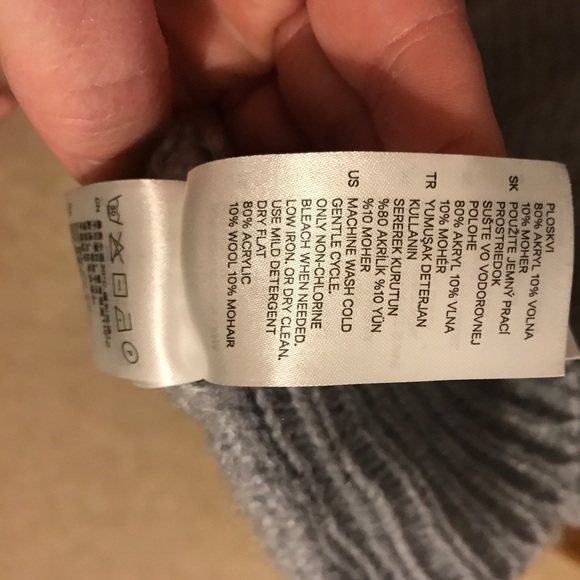 PLOSKVI
80% AKRYL 10% VOLNA
10% MOHER
SK POUŽITE JEMNÝ PRACÍ
PROSTRIEDOK
SUŠTE VO VODOROVNEJ
POLOHE
80% AKRYL 10% VLNA
10% MOHER
TR YUMUŞAK DETERJAN
KULLANIN
SEREREK KURUTUN
%80 AKRİLİK %10 YÜN
%10 MOHER
US MACHINE WASH COLD
GENTLE CYCLE.
ONLY NON-CHLORINE
BLEACH WHEN NEEDED.
LOW IRON, OR DRY CLEAN.
USE MILD DETERGENT
DRY FLAT
80% ACRYLIC
10% WOOL 10% MOHAIR
30 P
CN